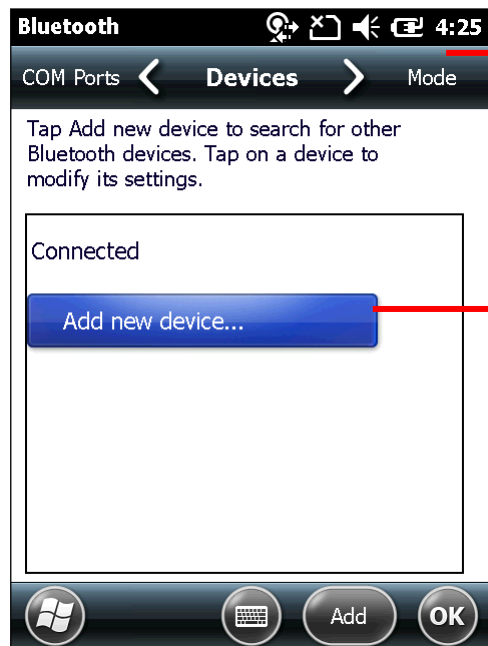 Bluetooth 4:25
COM Ports Devices Mode
Tap Add new device to search for other
Bluetooth devices. Tap on a device to
modify its settings.
Connected
Add new device...
Add OK